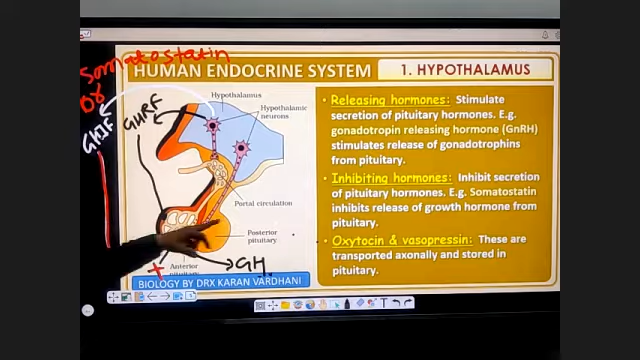 Somatostatin
or
GHIF
GHRF
GH
HUMAN ENDOCRINE SYSTEM
1. HYPOTHALAMUS
Hypothalamus
Hypothalamic
neurons
Portal circulation
Posterior
pituitary
Anterior
pituitary
BIOLOGY BY DRX KARAN VARDHANI
• Releasing hormones: Stimulate
secretion of pituitary hormones. E.g.
gonadotropin releasing hormone (GnRH)
stimulates release of gonadotrophins
from pituitary.
• Inhibiting hormones: Inhibit secretion
of pituitary hormones. E.g. Somatostatin
inhibits release of growth hormone from
pituitary.
• Oxytocin & vasopressin: These are
transported axonally and stored in
pituitary.